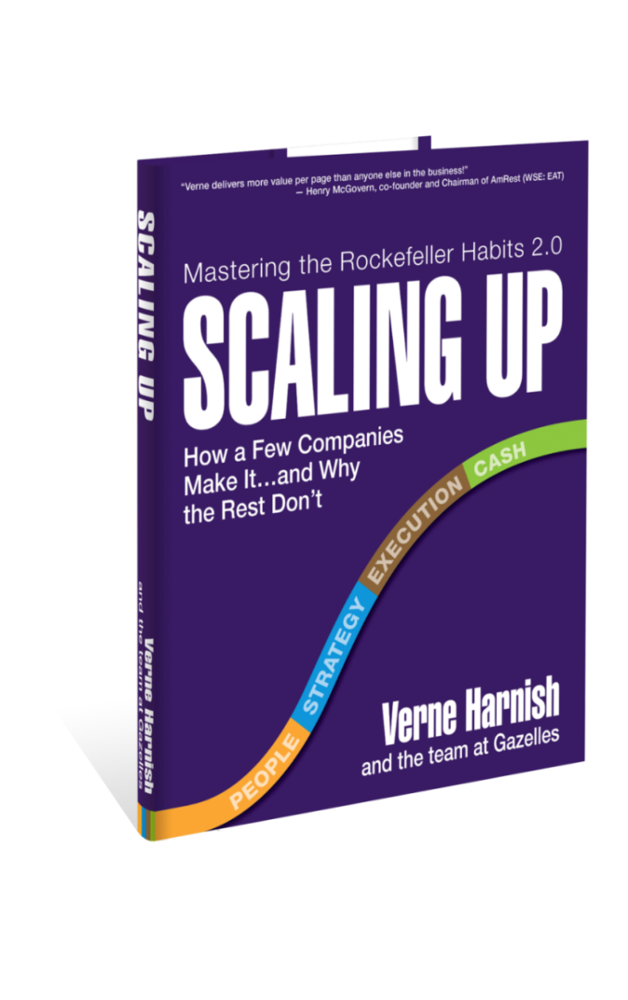 “Verne delivers more value per page than anyone else in the business!”
— Henry McGovern, co-founder and Chairman of AmRest (WSE: EAT)
Mastering the Rockefeller Habits 2.0
SCALING UP
How a Few Companies
Make It...and Why
the Rest Don’t
CASH
EXECUTION
STRATEGY
PEOPLE
Verne Harnish
and the team at Gazelles
SCALING UP
Verne Harnish
and the team at Gazelles